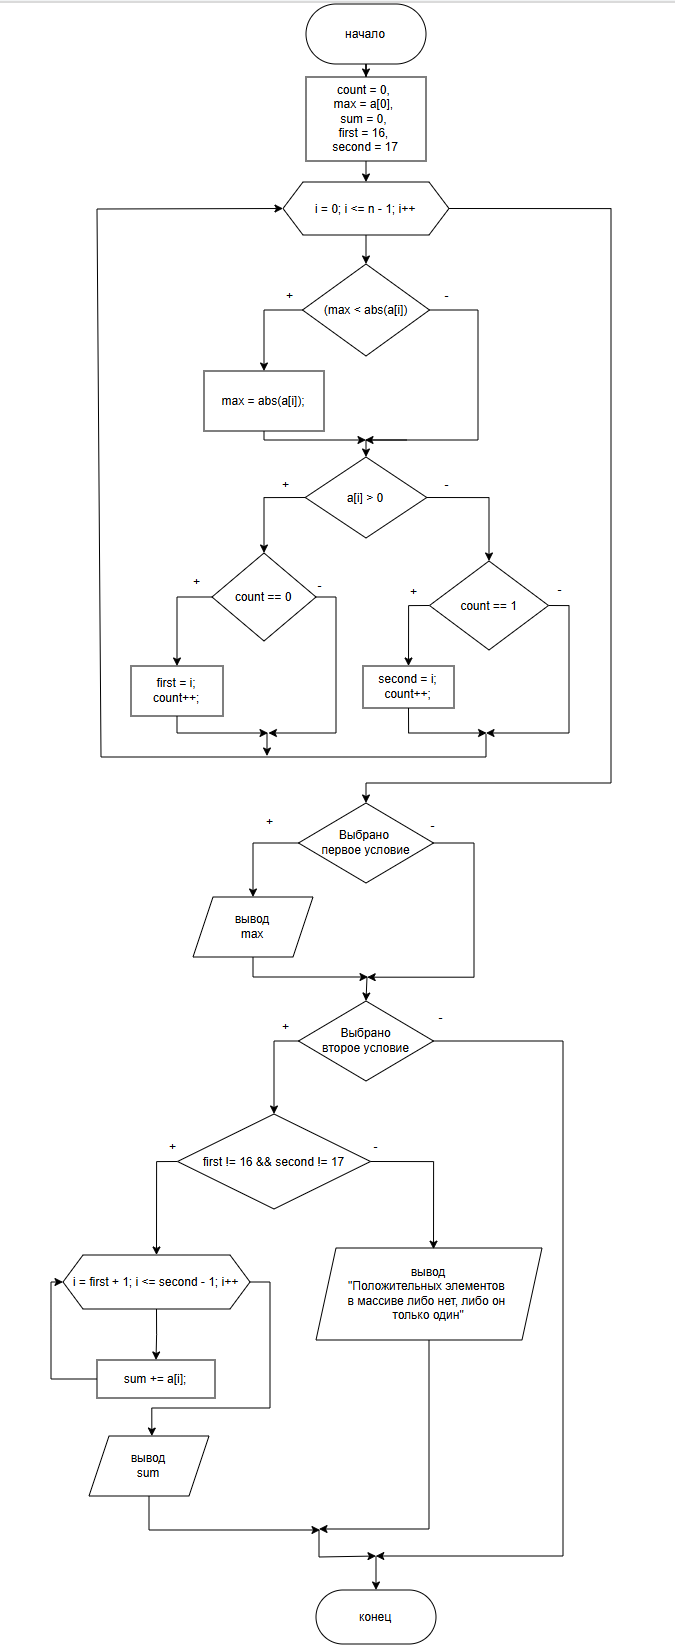 начало
count = 0,
max = a[0],
sum = 0,
first = 16,
second = 17
i = 0; i <= n - 1; i++
+
-
(max < abs(a[i])
max = abs(a[i]);
+
-
a[i] > 0
+
-
count == 0
+
-
count == 1
first = i;
count++;
second = i;
count++;
+
-
Выбрано
первое условие
вывод
max
+
-
Выбрано
второе условие
+
-
first != 16 && second != 17
i = first + 1; i <= second - 1; i++
вывод
"Положительных элементов
в массиве либо нет, либо он
только один"
sum += a[i];
вывод
sum
конец